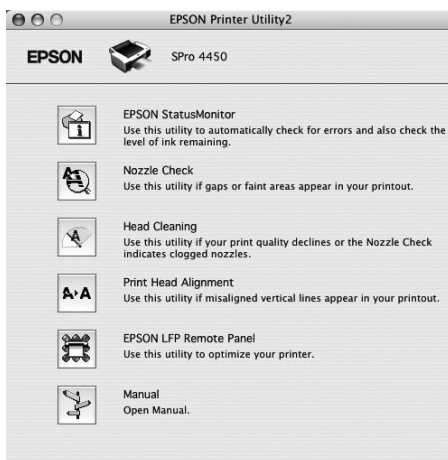 EPSON Printer Utility2
EPSON SPro 4450
EPSON StatusMonitor
Use this utility to automatically check for errors and also check the
level of ink remaining.
Nozzle Check
Use this utility if gaps or faint areas appear in your printout.
Head Cleaning
Use this utility if your print quality declines or the Nozzle Check
indicates clogged nozzles.
A›A
Print Head Alignment
Use this utility if misaligned vertical lines appear in your printout.
EPSON LFP Remote Panel
Use this utility to optimize your printer.
Manual
Open Manual.